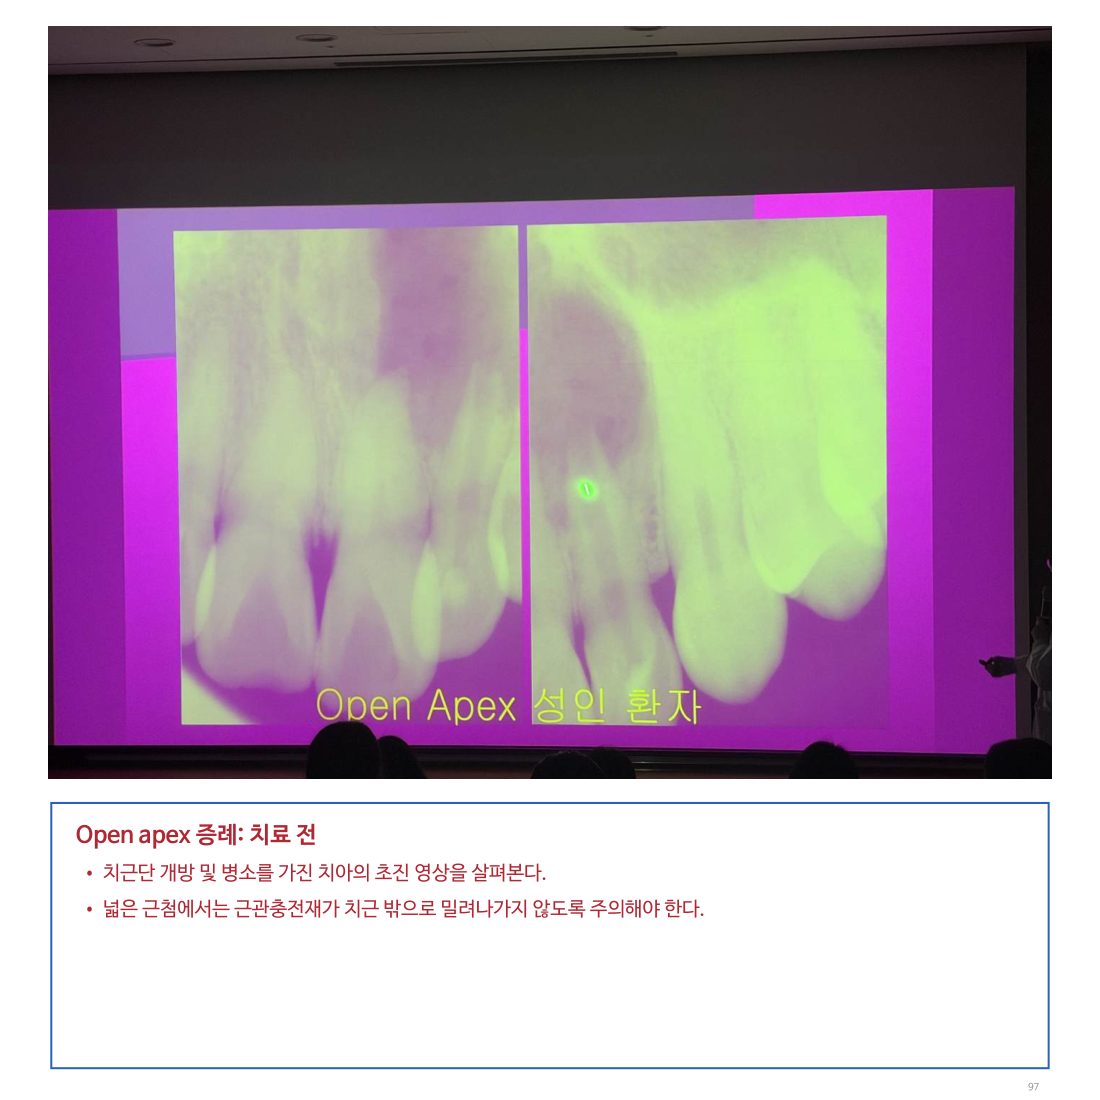 Open Apex 성인 환자
Open apex 증례: 치료 전
• 치근단 개방 및 병소를 가진 치아의 초진 영상을 살펴본다.
• 넓은 근첨에서는 근관충전재가 치근 밖으로 밀려나가지 않도록 주의해야 한다.
97